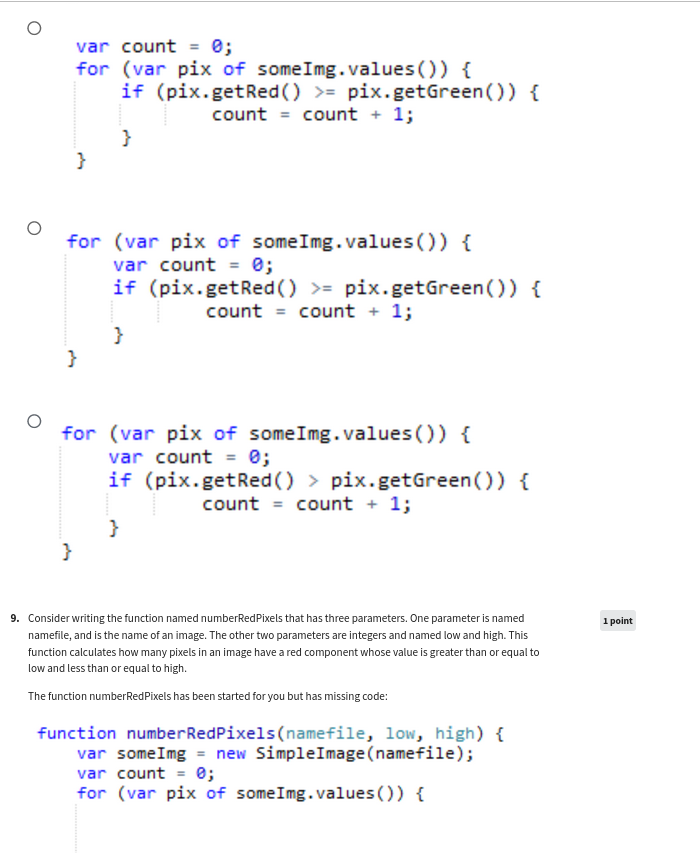 var count = 0;
for (var pix of someImg.values()) {
if (pix.getRed() >= pix.getGreen()) {
count = count + 1;
}
}
for (var pix of someImg.values()) {
var count = 0;
if (pix.getRed() >= pix.getGreen()) {
count = count + 1;
}
}
for (var pix of someImg.values()) {
var count = 0;
if (pix.getRed() > pix.getGreen()) {
count = count + 1;
}
}
9. Consider writing the function named numberRedPixels that has three parameters. One parameter is named
1 point
namefile, and is the name of an image. The other two parameters are integers and named low and high. This
function calculates how many pixels in an image have a red component whose value is greater than or equal to
low and less than or equal to high.
The function numberRedPixels has been started for you but has missing code:
function numberRedPixels(namefile, low, high) {
var someImg = new SimpleImage(namefile);
var count = 0;
for (var pix of someImg.values()) {